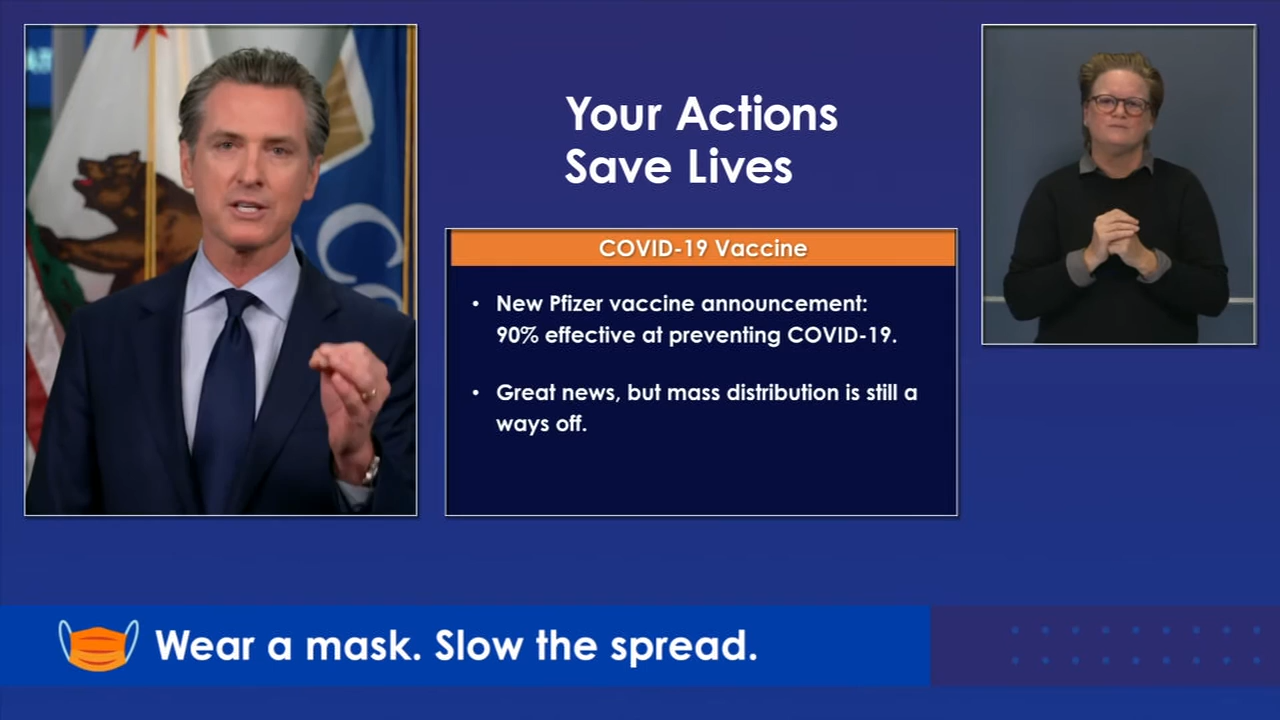 Your Actions
Save Lives
COVID-19 Vaccine
• New Pfizer vaccine announcement:
90% effective at preventing COVID-19.
• Great news, but mass distribution is still a
ways off.
Wear a mask. Slow the spread.